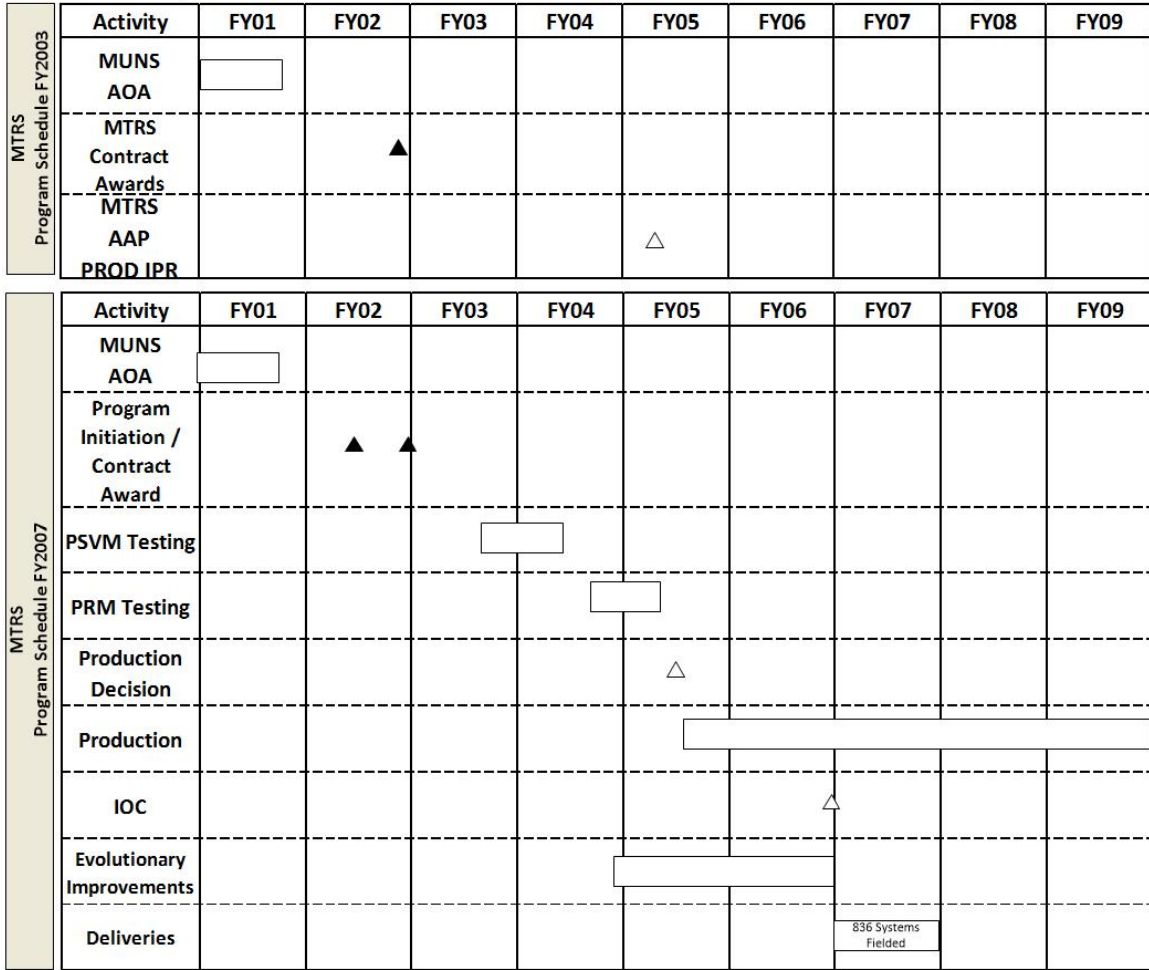 MTRS
Program Schedule FY2003
Activity FY01 FY02 FY03 FY04 FY05 FY06 FY07 FY08 FY09
MUNS
AOA
MTRS
Contract
Awards
MTRS
AAP
PROD IPR
MTRS
Program Schedule FY2007
Activity FY01 FY02 FY03 FY04 FY05 FY06 FY07 FY08 FY09
MUNS
AOA
Program
Initiation /
Contract
Award
PSVM Testing
PRM Testing
Production
Decision
Production
IOC
Evolutionary
Improvements
Deliveries
836 Systems
Fielded